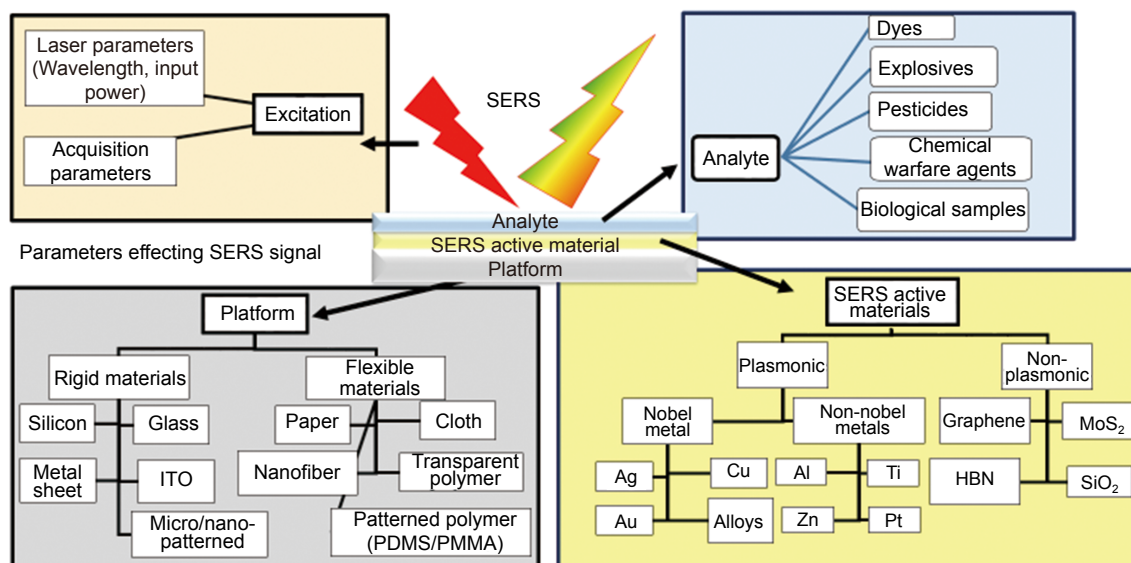 Laser parameters
(Wavelength, input
power)
Excitation
Acquisition
parameters
SERS
Analyte
Dyes
Explosives
Pesticides
Chemical
warfare agents
Biological samples
Analyte
SERS active material
Platform
Parameters effecting SERS signal
Platform
Rigid materials
Silicon
Glass
Metal
sheet
ITO
Micro/nano-
patterned
Flexible
materials
Paper
Cloth
Nanofiber
Transparent
polymer
Patterned polymer
(PDMS/PMMA)
SERS active
materials
Plasmonic
Nobel
metal
Ag
Cu
Au
Alloys
Non-nobel
metals
Al
Ti
Zn
Pt
Non-
plasmonic
Graphene
MoS₂
HBN
SiO₂